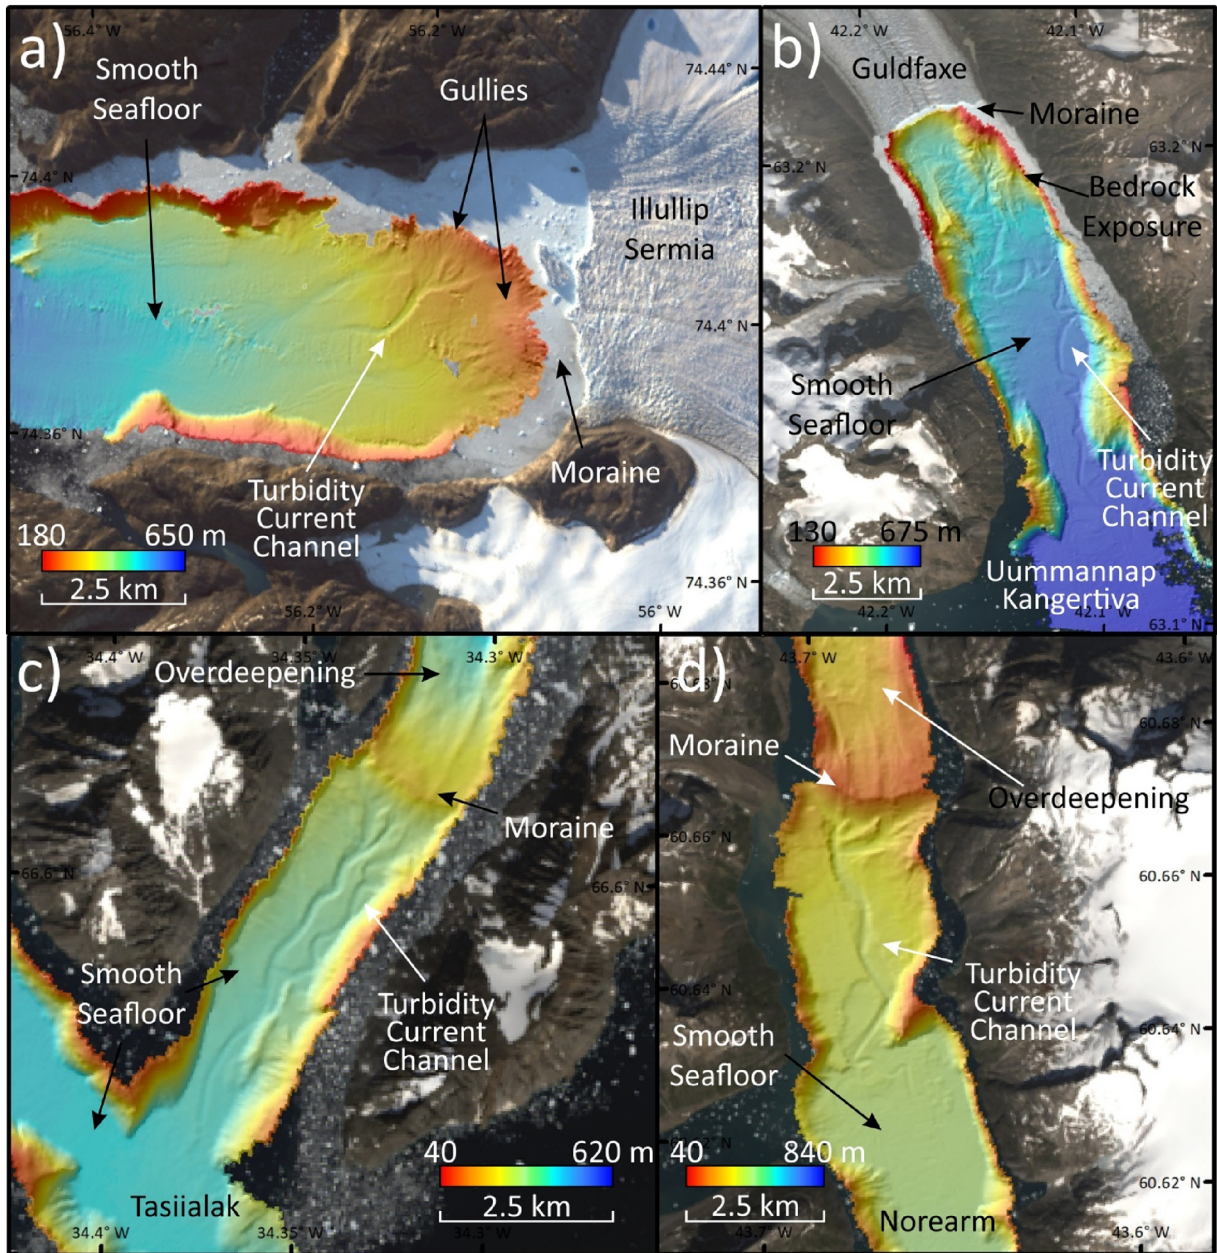 a)
56.4° W
56.2° W
Smooth
Seafloor
Gullies
74.44° N
74.4° N
Illullip
Sermia
74.4° N
74.36° N
Moraine
Turbidity
Current
Channel
180
650 m
2.5 km
74.36° N
56.2° W
56° W
b)
42.2° W
42.1° W
Guldfaxe
Moraine
63.2° N
63.2° N
Bedrock
Exposure
Smooth
Seafloor
Turbidity
Current
Channel
130
675 m
2.5 km
Uummannap
Kangertiva
42.2° W
42.1° W
63.1° N
c)
34.4° W
34.35° W
34.3° W
Overdeepening
Moraine
66.6° N
66.6° N
Smooth
Seafloor
Turbidity
Current
Channel
40
620 m
2.5 km
Tasiialak
34.4° W
34.35° W
34.3° W
d)
43.7° W
43.6° W
60.68° N
Moraine
Overdeepening
60.66° N
60.66° N
60.64° N
Turbidity
Current
Channel
60.64° N
Smooth
Seafloor
40
840 m
2.5 km
60.62° N
Norearm
43.7° W
43.6° W